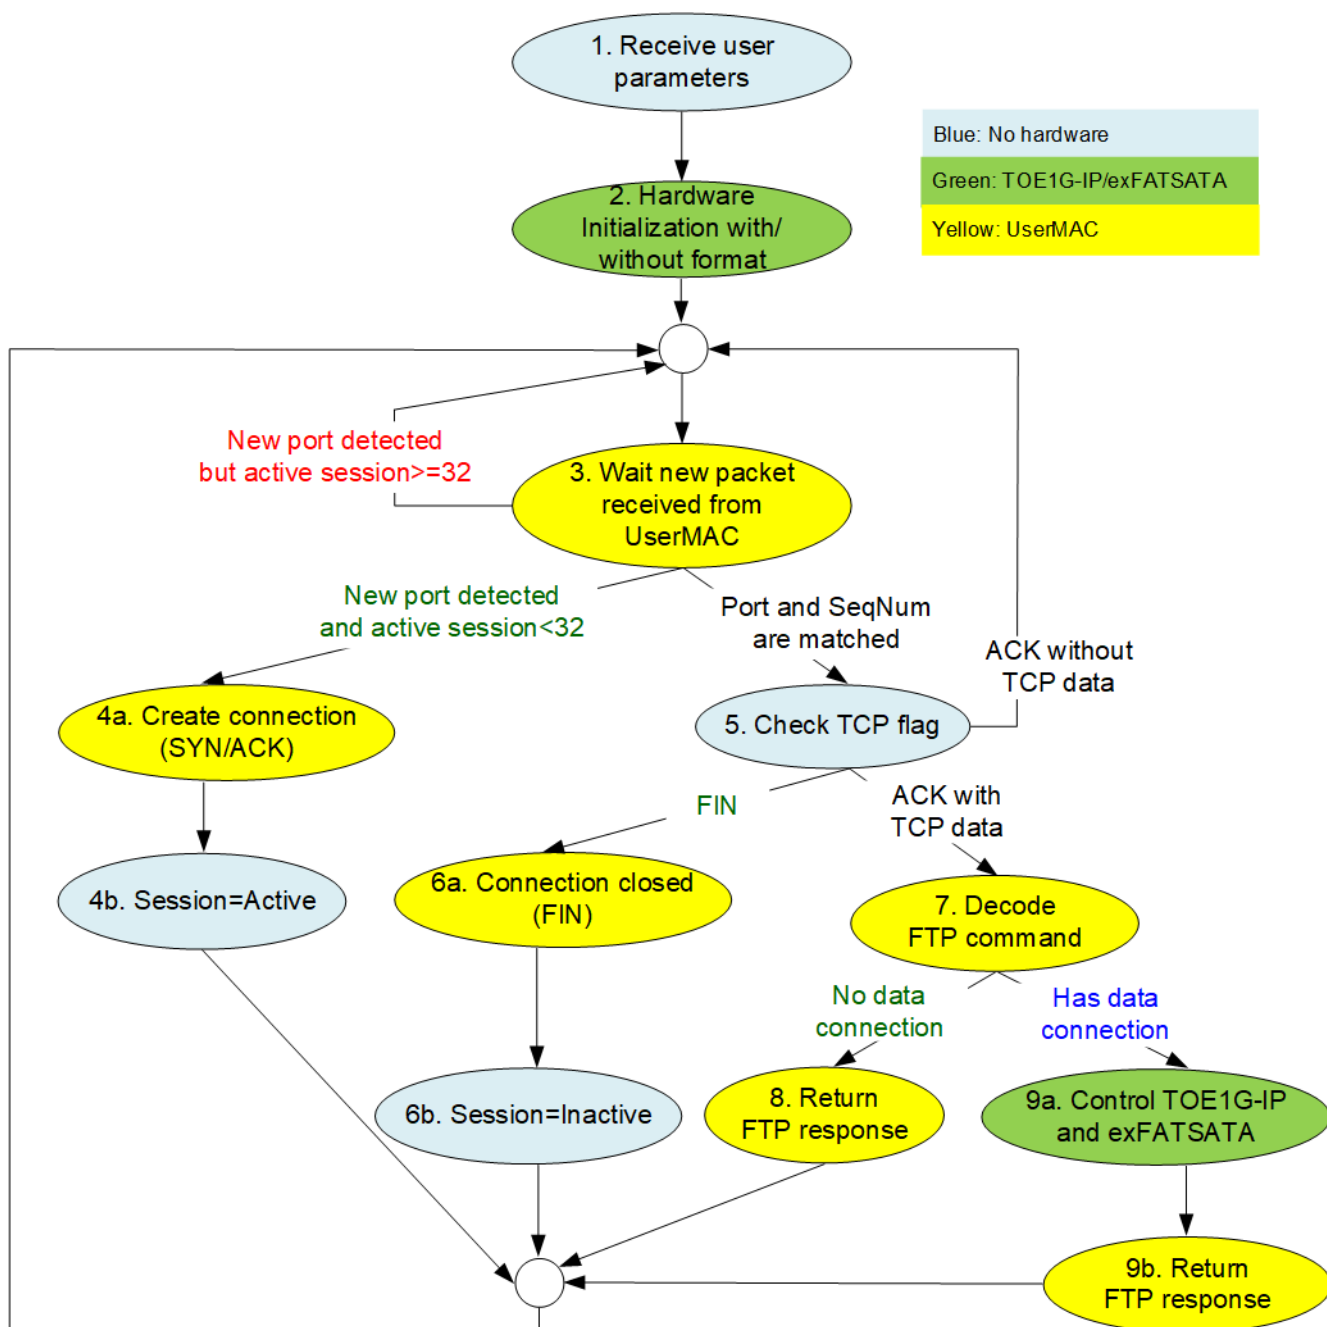 1. Receive user
parameters
Blue: No hardware
Green: TOE1G-IP/exFATSATA
Yellow: UserMAC
2. Hardware
Initialization with/
without format
New port detected
but active session>=32
3. Wait new packet
received from
UserMAC
New port detected
and active session<32
Port and SeqNum
are matched
ACK without
TCP data
4a. Create connection
(SYN/ACK)
5. Check TCP flag
FIN
ACK with
TCP data
4b. Session=Active
6a. Connection closed
(FIN)
7. Decode
FTP command
No data
connection
Has data
connection
6b. Session=Inactive
8. Return
FTP response
9a. Control TOE1G-IP
and exFATSATA
9b. Return
FTP response